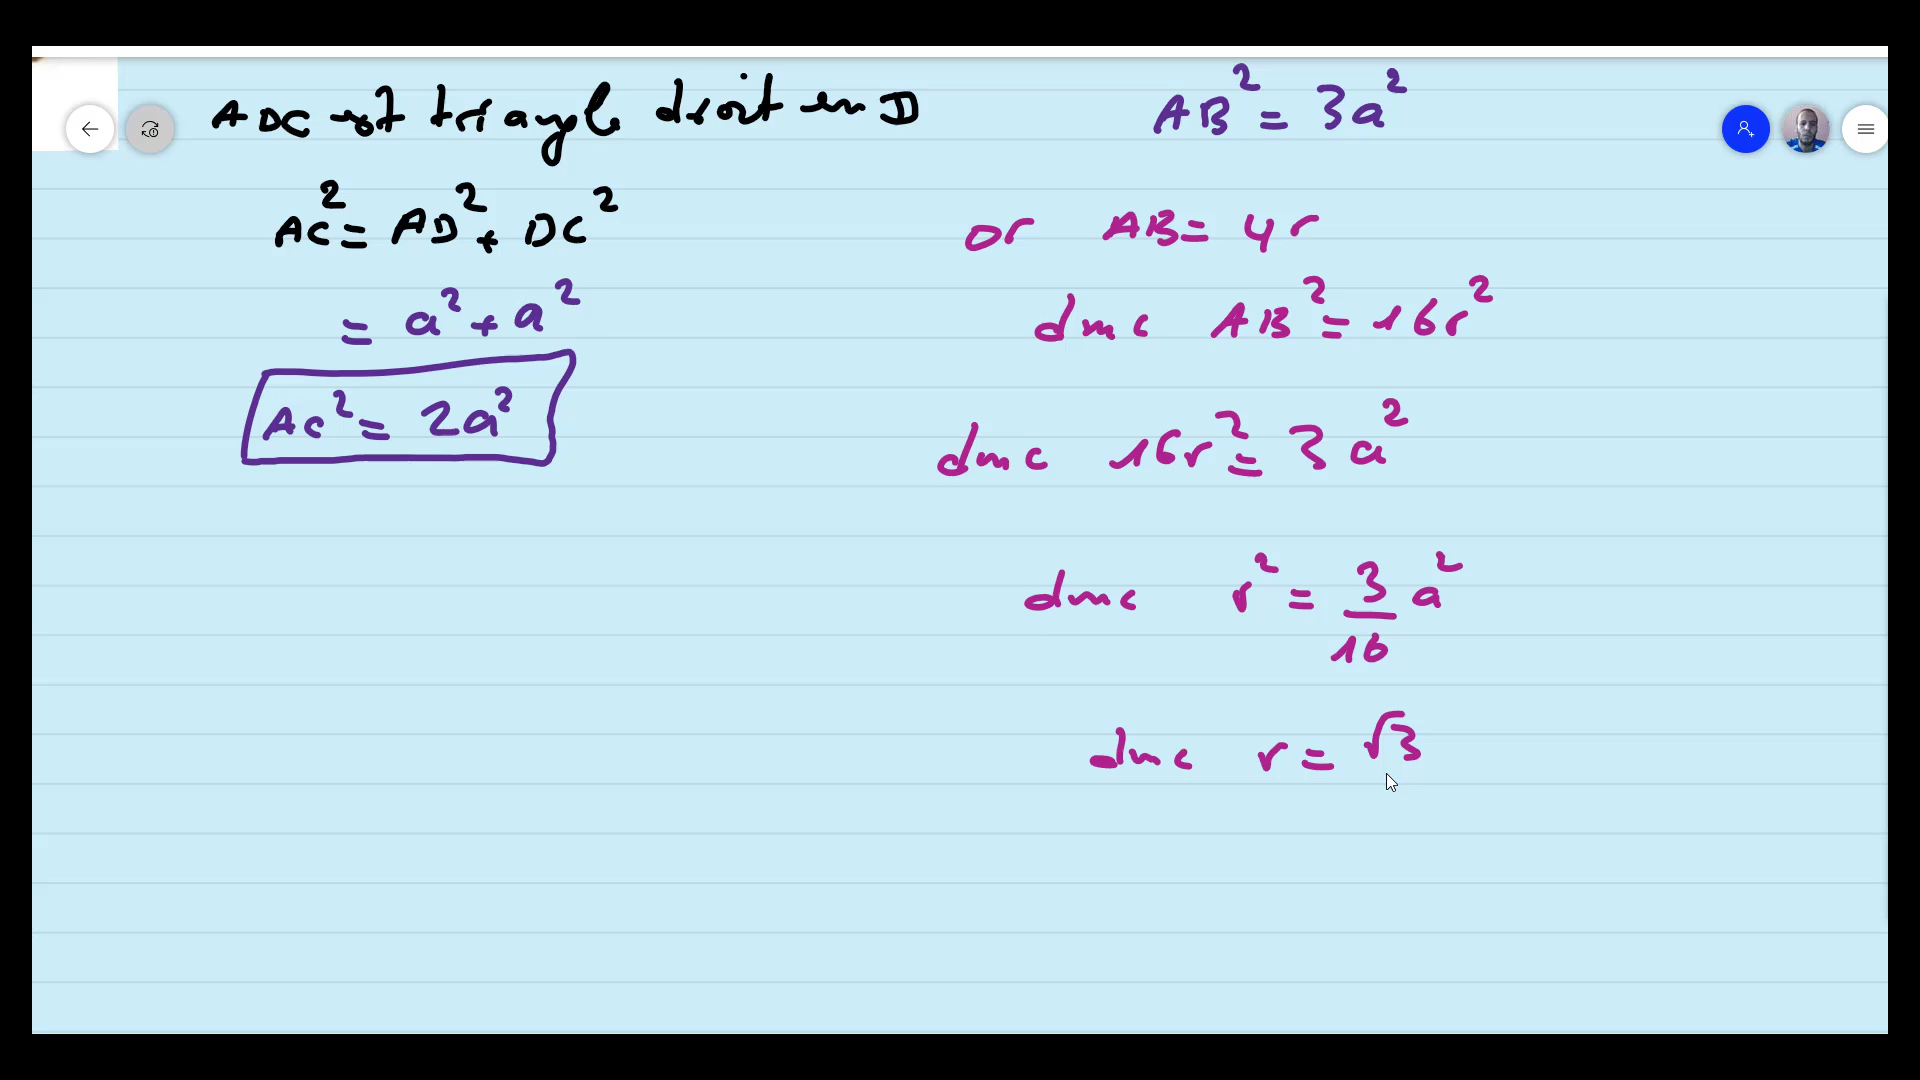 ADC est triangle droit en D
AC² = AD² + DC²
= a² + a²
AC² = 2a²
AB² = 3a²
or AB = 4r
donc AB² = 16r²
donc 16r² = 3a²
donc r² = 3/16 a²
donc r = √3